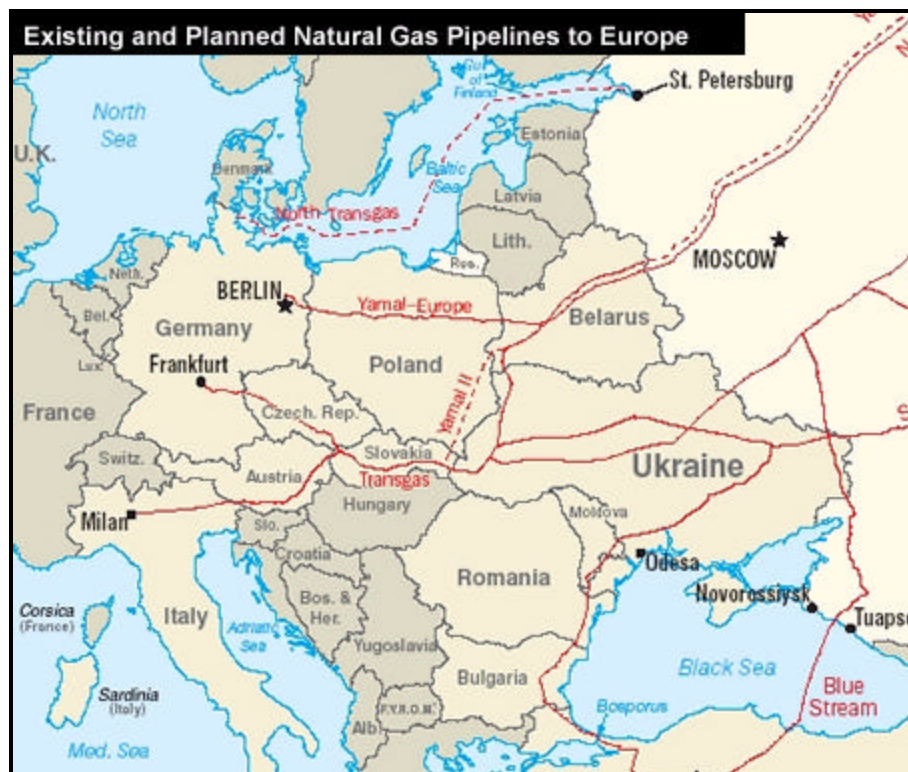 Existing and Planned Natural Gas Pipelines to Europe
North
Sea
U.K.
Denmark
Gulf
of
Finland
St. Petersburg
Estonia
Baltic
Sea
Latvia
North Transgas
Lith.
Rus.
MOSCOW
Neth.
BERLIN
Yamal-Europe
Belarus
Bel.
Germany
Lux.
Frankfurt
Poland
Yamal II
France
Czech. Rep.
Switz.
Slovakia
Austria
Transgas
Ukraine
Hungary
Moldova
Milan
Slo.
Croatia
Odesa
Romania
Bos. &
Her.
Novorossiysk
Corsica
(France)
Italy
Adriatic
Sea
Yugoslavia
Tuapse
Bulgaria
Black Sea
Sardinia
(Italy)
F.Y.R.O.M.
Blue
Stream
Alb.
Bosporus
Med. Sea